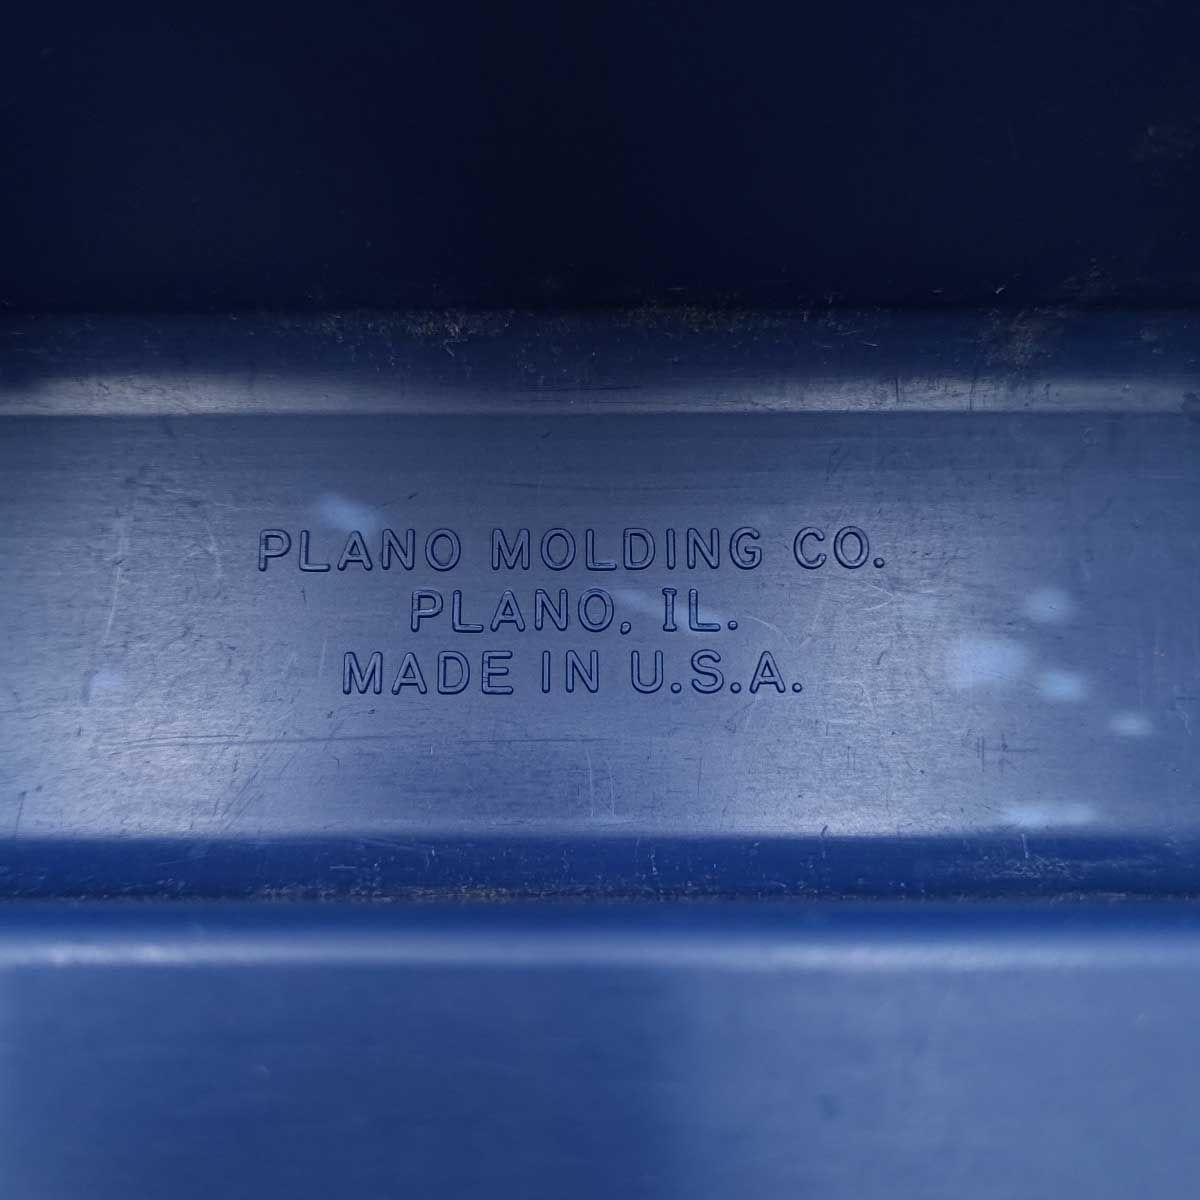 PLANO MOLDING CO.
PLANO, IL.
MADE IN U.S.A.